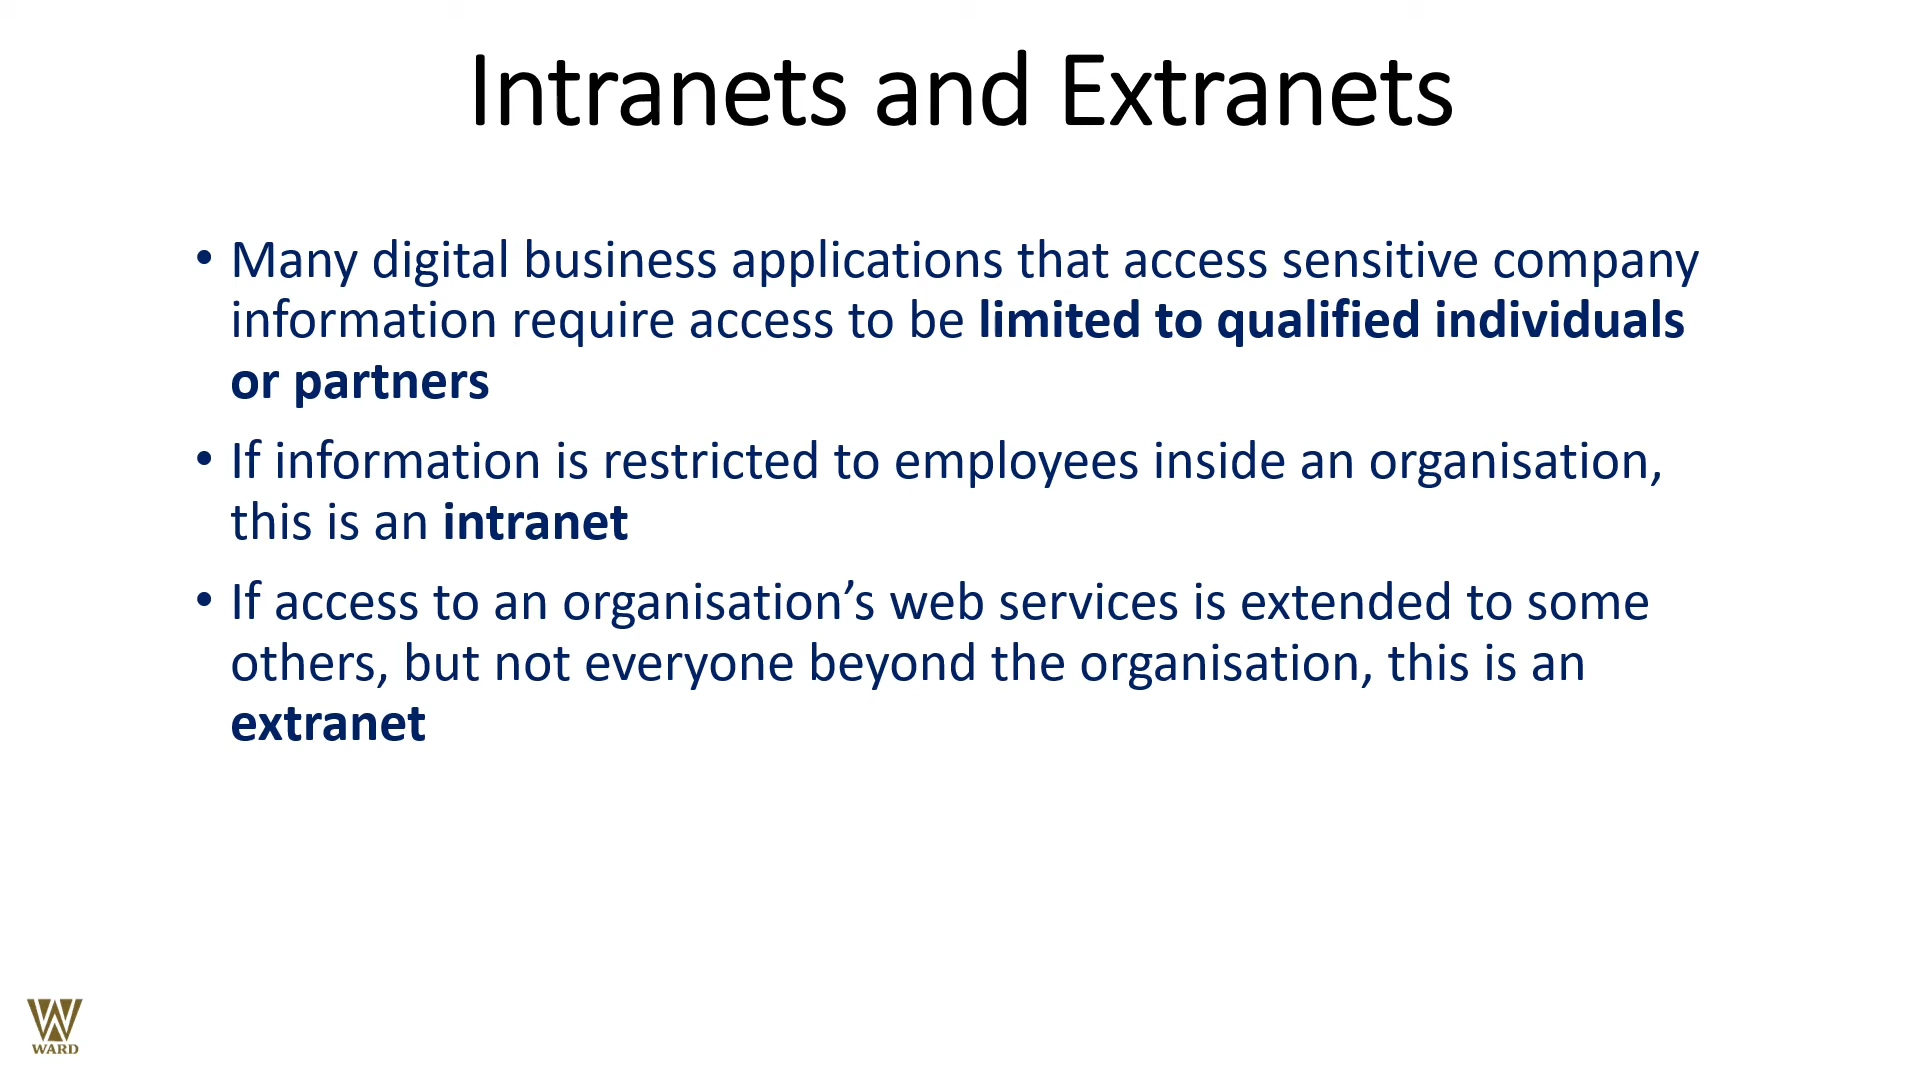 Intranets and Extranets
• Many digital business applications that access sensitive company
information require access to be limited to qualified individuals
or partners
• If information is restricted to employees inside an organisation,
this is an intranet
• If access to an organisation’s web services is extended to some
others, but not everyone beyond the organisation, this is an
extranet
WARD